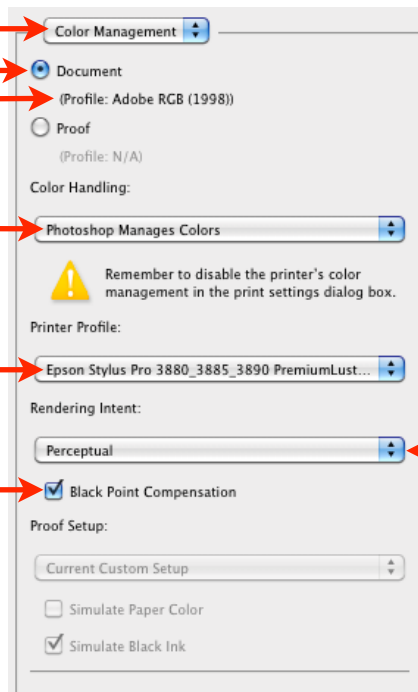 Color Management
Document
(Profile: Adobe RGB (1998))
Proof
(Profile: N/A)
Color Handling:
Photoshop Manages Colors
Remember to disable the printer's color
management in the print settings dialog box.
Printer Profile:
Epson Stylus Pro 3880_3885_3890 PremiumLust...
Rendering Intent:
Perceptual
Black Point Compensation
Proof Setup:
Current Custom Setup
Simulate Paper Color
Simulate Black Ink